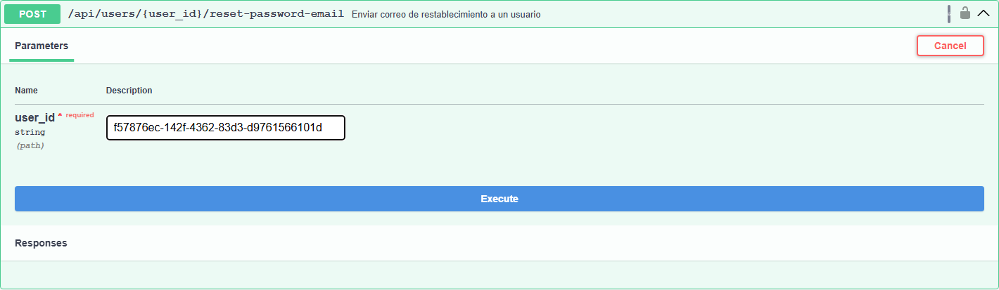 POST /api/users/{user_id}/reset-password-email Enviar correo de restablecimiento a un usuario
Parameters
Cancel
Name Description
user_id * required
string
(path)
f57876ec-142f-4362-83d3-d9761566101d
Execute
Responses